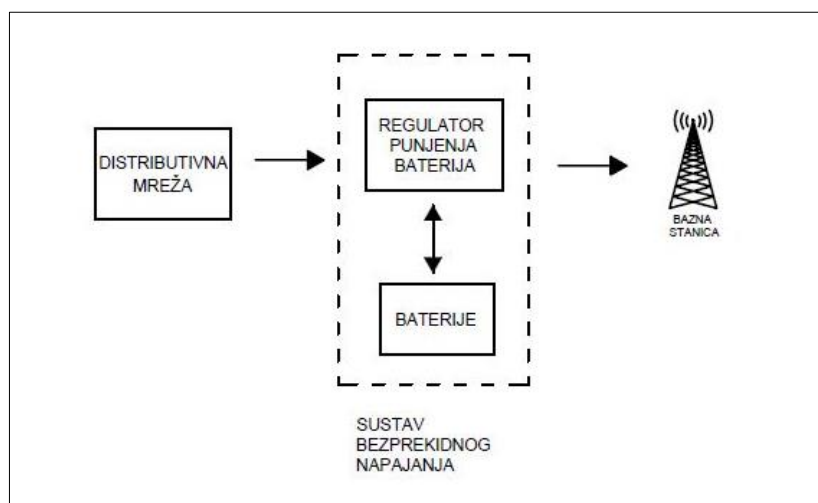 DISTRIBUTIVNA
MREŽA
REGULATOR
PUNJENJA
BATERIJA
BATERIJE
BAZNA
STANICA
SUSTAV
BEZPREKIDNOG
NAPAJANJA